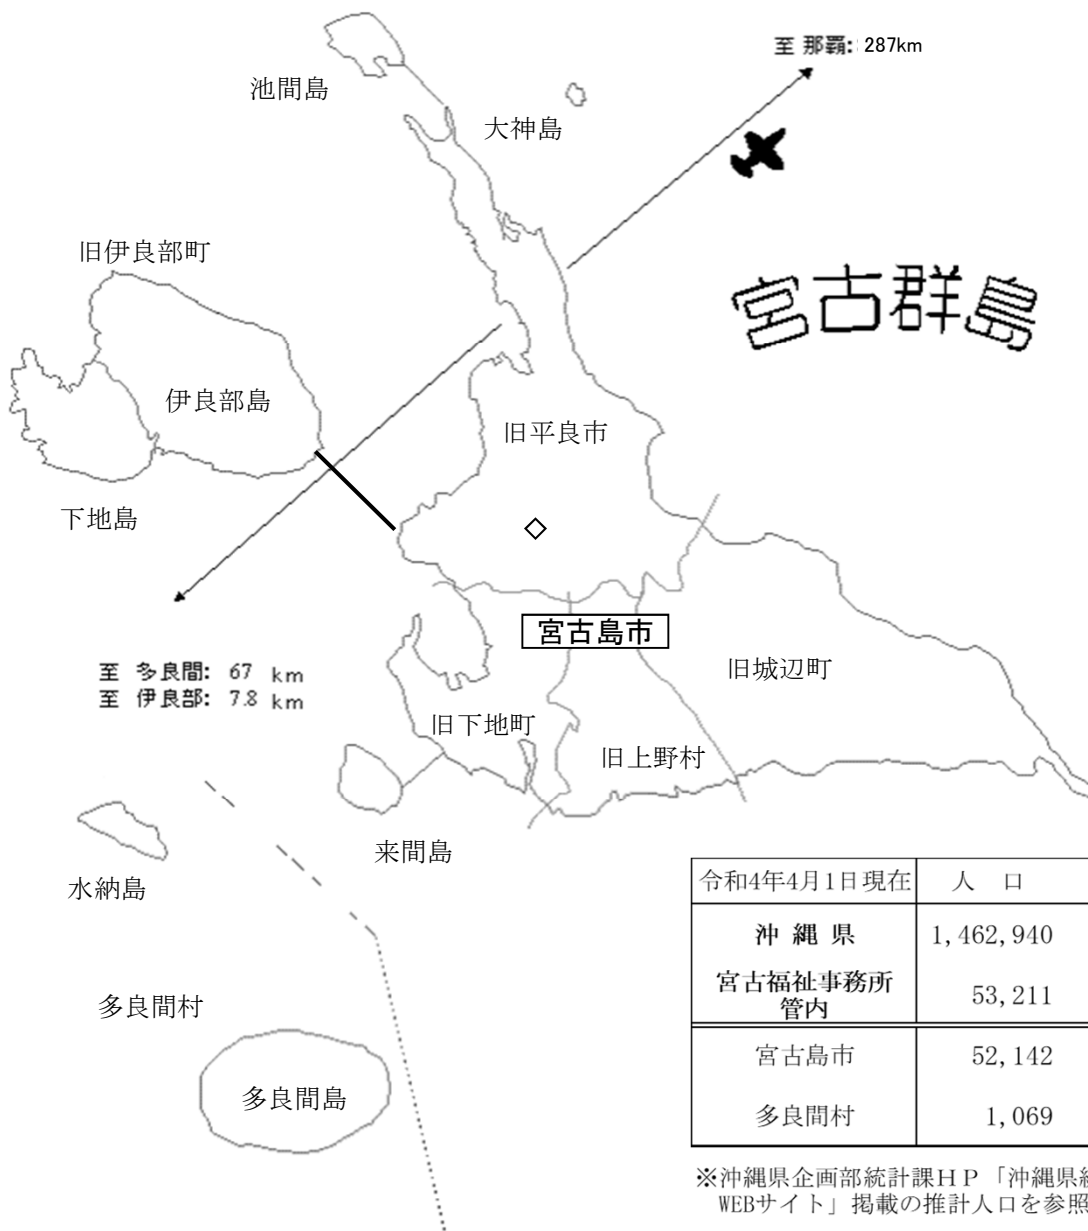 至 那覇: 287km
池間島
大神島
旧伊良部町
宮古群島
伊良部島
旧平良市
下地島
宮古島市
至 多良間: 67 km
至 伊良部: 7.8 km
旧城辺町
旧下地町
旧上野村
来間島
水納島
令和4年4月1日現在 人 口
沖 縄 県 1,462,940
宮古福祉事務所
管内 53,211
宮古島市 52,142
多良間村 1,069
多良間村
多良間島
※沖縄県企画部統計課HP「沖縄県
WEBサイト」掲載の推計人口を参照